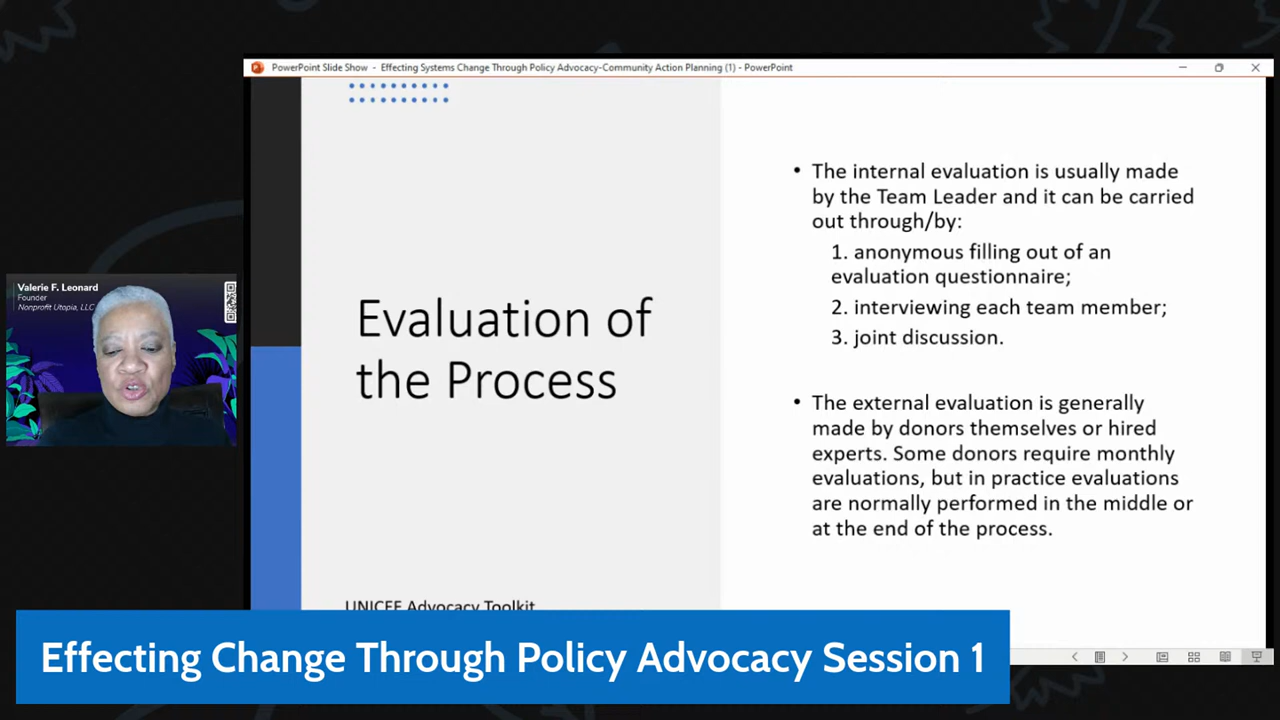 PowerPoint Slide Show - Effecting Systems Change Through Policy Advocacy-Community Action Planning (1) - PowerPoint
Valerie F. Leonard
Founder
Nonprofit Utopia, LLC
Evaluation of
the Process
• The internal evaluation is usually made
by the Team Leader and it can be carried
out through/by:
1. anonymous filling out of an
evaluation questionnaire;
2. interviewing each team member;
3. joint discussion.
• The external evaluation is generally
made by donors themselves or hired
experts. Some donors require monthly
evaluations, but in practice evaluations
are normally performed in the middle or
at the end of the process.
UNICEF Advocacy Toolkit
Effecting Change Through Policy Advocacy Session 1